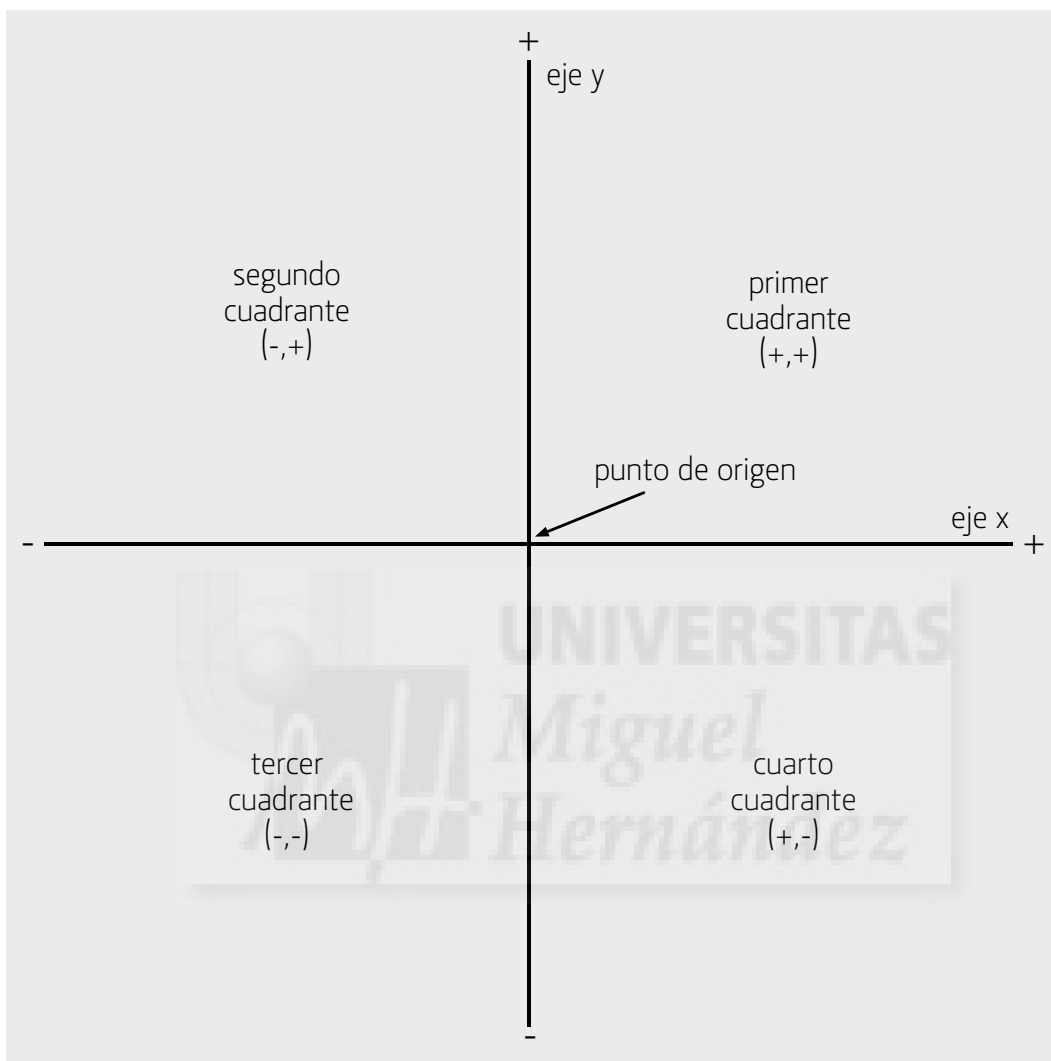 +
eje y
segundo
cuadrante
(-,+)
primer
cuadrante
(+,+)
punto de origen
eje x
-
+
UNIVERSITAS
Miguel
Hernández
tercer
cuadrante
(-,-)
cuarto
cuadrante
(+,-)
-